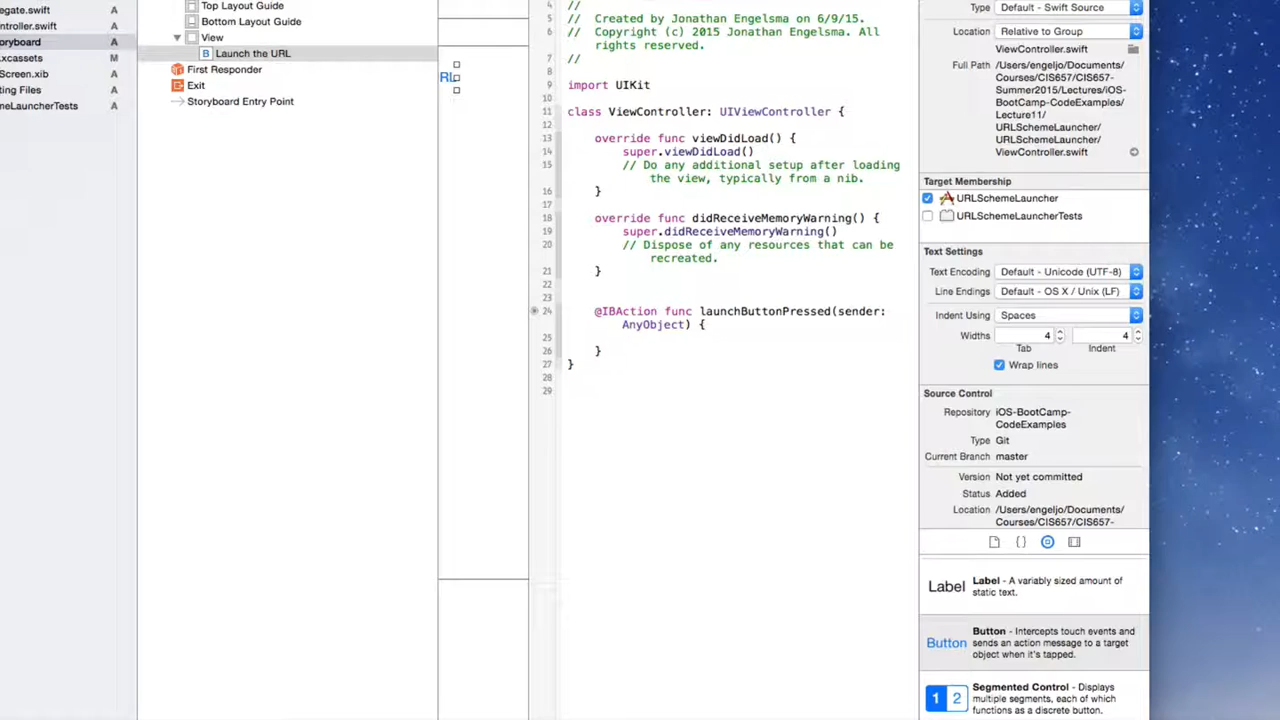 egate.swift A
ontroller.swift A
oryboard A
.xcassets M
Screen.xib A
ting Files A
meLauncherTests A
Top Layout Guide
Bottom Layout Guide
View
B Launch the URL
First Responder
Exit
Storyboard Entry Point
RL
4 //
5 // Created by Jonathan Engelsma on 6/9/15.
6 // Copyright (c) 2015 Jonathan Engelsma. All
rights reserved.
7 //
8
9 import UIKit
10
11 class ViewController: UIViewController {
12
13 override func viewDidLoad() {
14 super.viewDidLoad()
15 // Do any additional setup after loading
the view, typically from a nib.
16 }
17
18 override func didReceiveMemoryWarning() {
19 super.didReceiveMemoryWarning()
20 // Dispose of any resources that can be
recreated.
21 }
22
23
24 @IBAction func launchButtonPressed(sender:
AnyObject) {
25
26 }
27 }
28
29
Type Default - Swift Source
Location Relative to Group
ViewController.swift
Full Path /Users/engeljo/Documents/
Courses/CIS657/CIS657-
Summer2015/Lectures/iOS-
BootCamp-CodeExamples/
Lecture11/
URLSchemeLauncher/
URLSchemeLauncher/
ViewController.swift
Target Membership
URLSchemeLauncher
URLSchemeLauncherTests
Text Settings
Text Encoding Default - Unicode (UTF-8)
Line Endings Default - OS X / Unix (LF)
Indent Using Spaces
Widths 4 4
Tab Indent
Wrap lines
Source Control
Repository iOS-BootCamp-
CodeExamples
Type Git
Current Branch master
Version Not yet committed
Status Added
Location /Users/engeljo/Documents/
Courses/CIS657/CIS657-
{ }
Label Label - A variably sized amount of
static text.
Button Button - Intercepts touch events and
sends an action message to a target
object when it's tapped.
1 2 Segmented Control - Displays
multiple segments, each of which
functions as a discrete button.